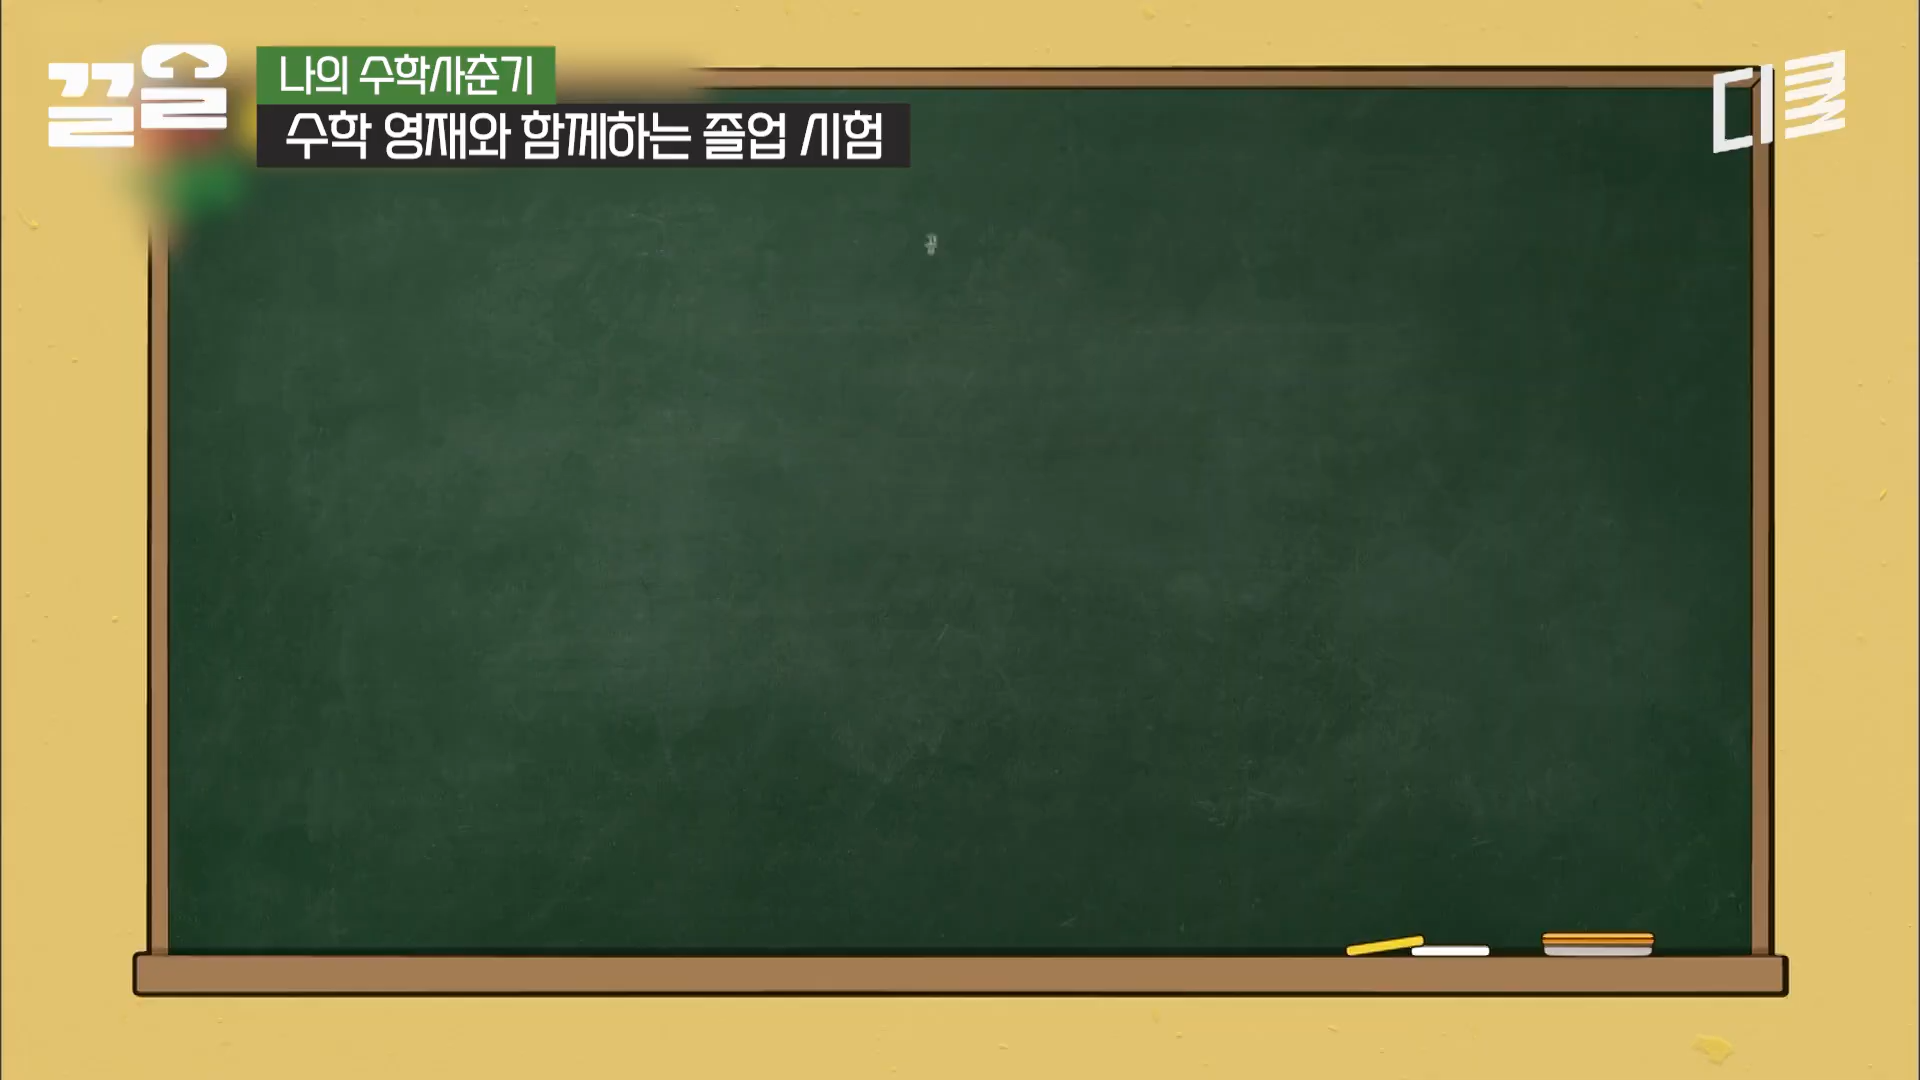 끌올
나의 수학사춘기
수학 영재와 함께하는 졸업 시험
디글